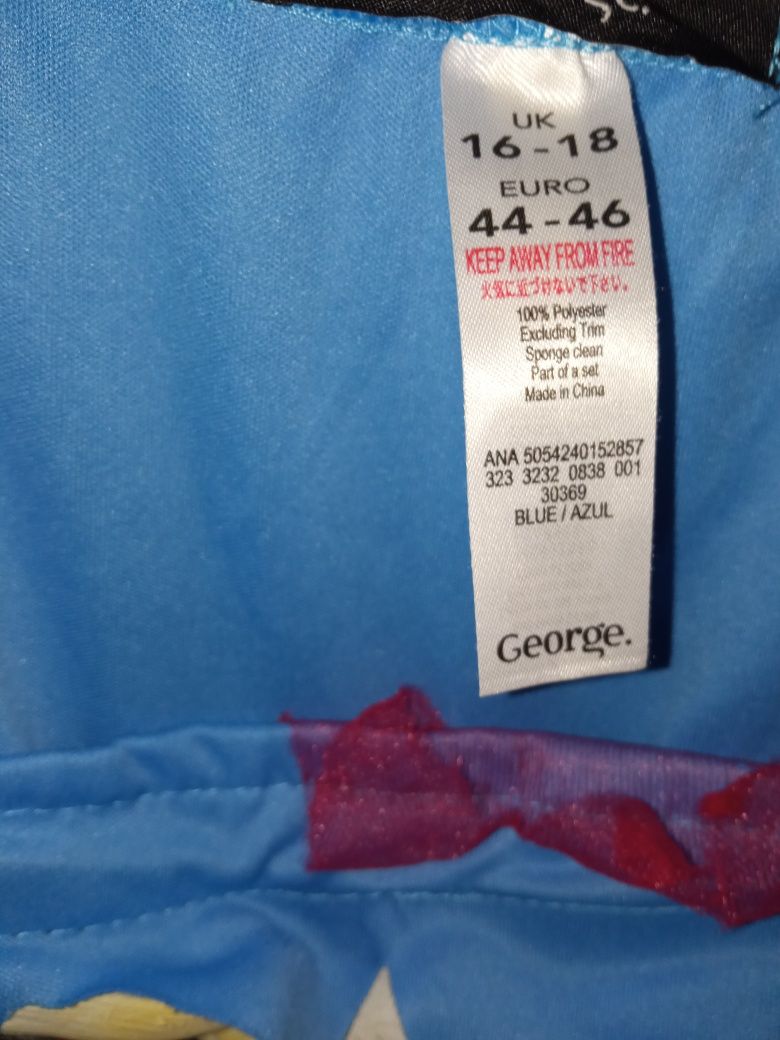 UK
16 - 18
EURO
44 - 46
KEEP AWAY FROM FIRE
火気に近づけないで下さい。
100% Polyester
Excluding Trim
Sponge clean
Part of a set
Made in China
ANA 5054240152857
323 3232 0838 001
30369
BLUE / AZUL
George.